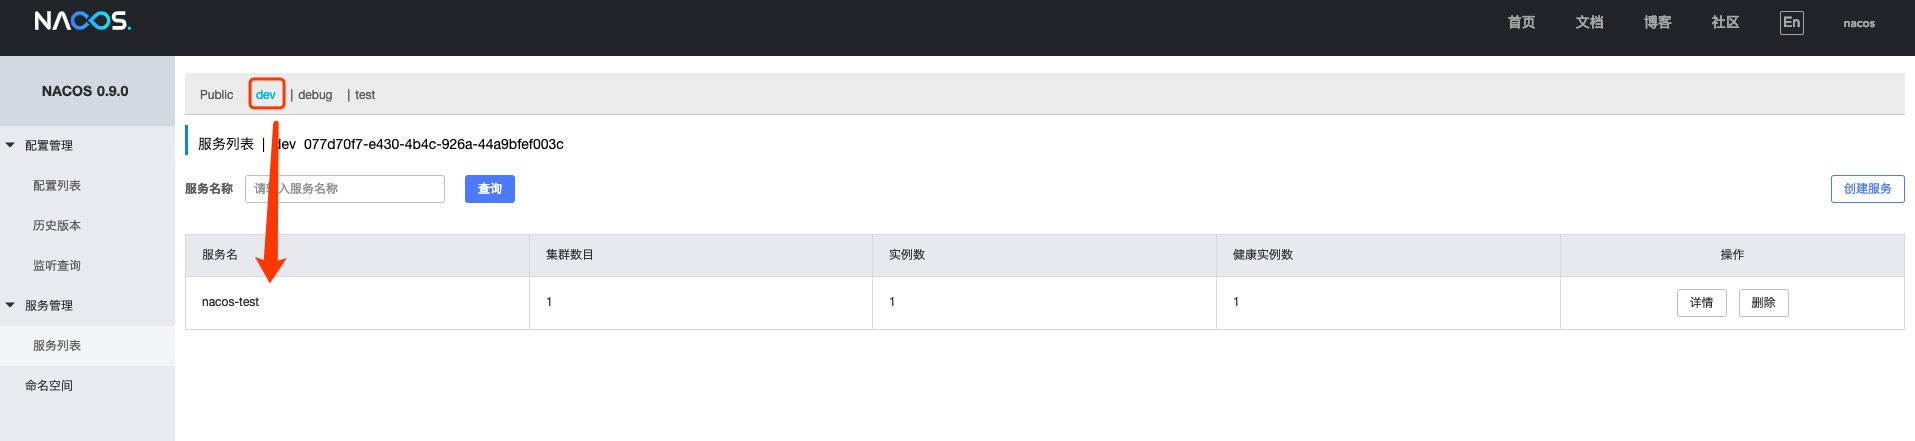 NACOS.
首页 文档 博客 社区 En nacos
NACOS 0.9.0
配置管理
配置列表
历史版本
监听查询
服务管理
服务列表
命名空间
Public dev | debug | test
服务列表 | dev 077d70f7-e430-4b4c-926a-44a9bfef003c
服务名称 请输入服务名称 查询 创建服务
服务名 集群数目 实例数 健康实例数 操作
nacos-test 1 1 1 详情 删除